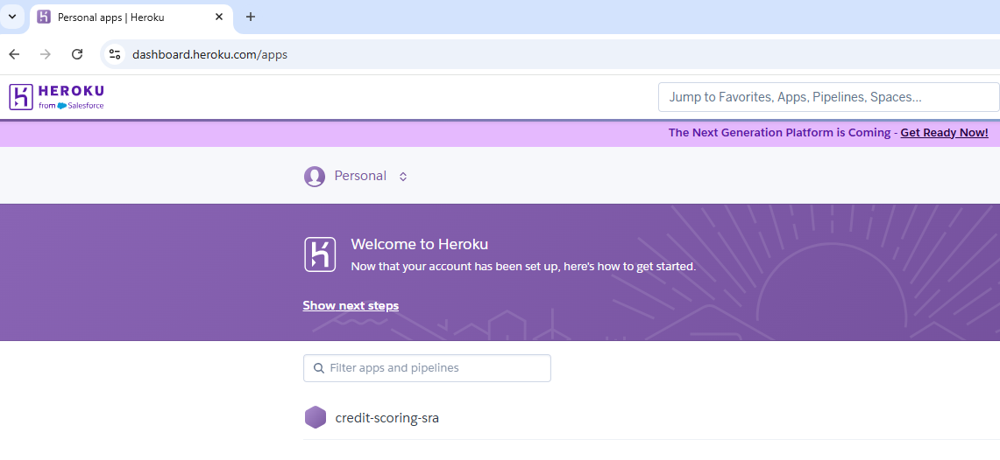 Personal apps | Heroku
dashboard.heroku.com/apps
HEROKU
from Salesforce
Jump to Favorites, Apps, Pipelines, Spaces...
The Next Generation Platform is Coming - Get Ready Now!
Personal
Welcome to Heroku
Now that your account has been set up, here's how to get started.
Show next steps
Filter apps and pipelines
credit-scoring-sra